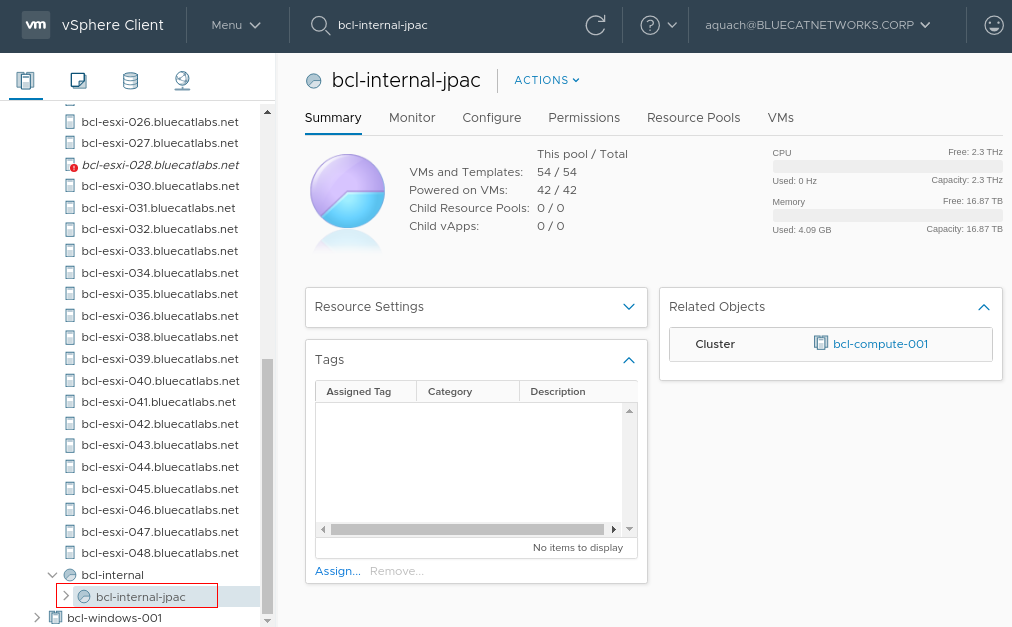 vm vSphere Client Menu bcl-internal-jpac aquach@BLUECATNETWORKS.CORP
bcl-esxi-026.bluecatlabs.net
bcl-esxi-027.bluecatlabs.net
bcl-esxi-028.bluecatlabs.net
bcl-esxi-030.bluecatlabs.net
bcl-esxi-031.bluecatlabs.net
bcl-esxi-032.bluecatlabs.net
bcl-esxi-033.bluecatlabs.net
bcl-esxi-034.bluecatlabs.net
bcl-esxi-035.bluecatlabs.net
bcl-esxi-036.bluecatlabs.net
bcl-esxi-038.bluecatlabs.net
bcl-esxi-039.bluecatlabs.net
bcl-esxi-040.bluecatlabs.net
bcl-esxi-041.bluecatlabs.net
bcl-esxi-042.bluecatlabs.net
bcl-esxi-043.bluecatlabs.net
bcl-esxi-044.bluecatlabs.net
bcl-esxi-045.bluecatlabs.net
bcl-esxi-046.bluecatlabs.net
bcl-esxi-047.bluecatlabs.net
bcl-esxi-048.bluecatlabs.net
bcl-internal
bcl-internal-jpac
bcl-windows-001
bcl-internal-jpac ACTIONS
Summary Monitor Configure Permissions Resource Pools VMs
This pool / Total
VMs and Templates: 54 / 54
Powered on VMs: 42 / 42
Child Resource Pools: 0 / 0
Child vApps: 0 / 0
CPU Free: 2.3 THz
Used: 0 Hz Capacity: 2.3 THz
Memory Free: 16.87 TB
Used: 4.09 GB Capacity: 16.87 TB
Resource Settings
Tags
Assigned Tag Category Description
No items to display
Assign... Remove...
Related Objects
Cluster bcl-compute-001